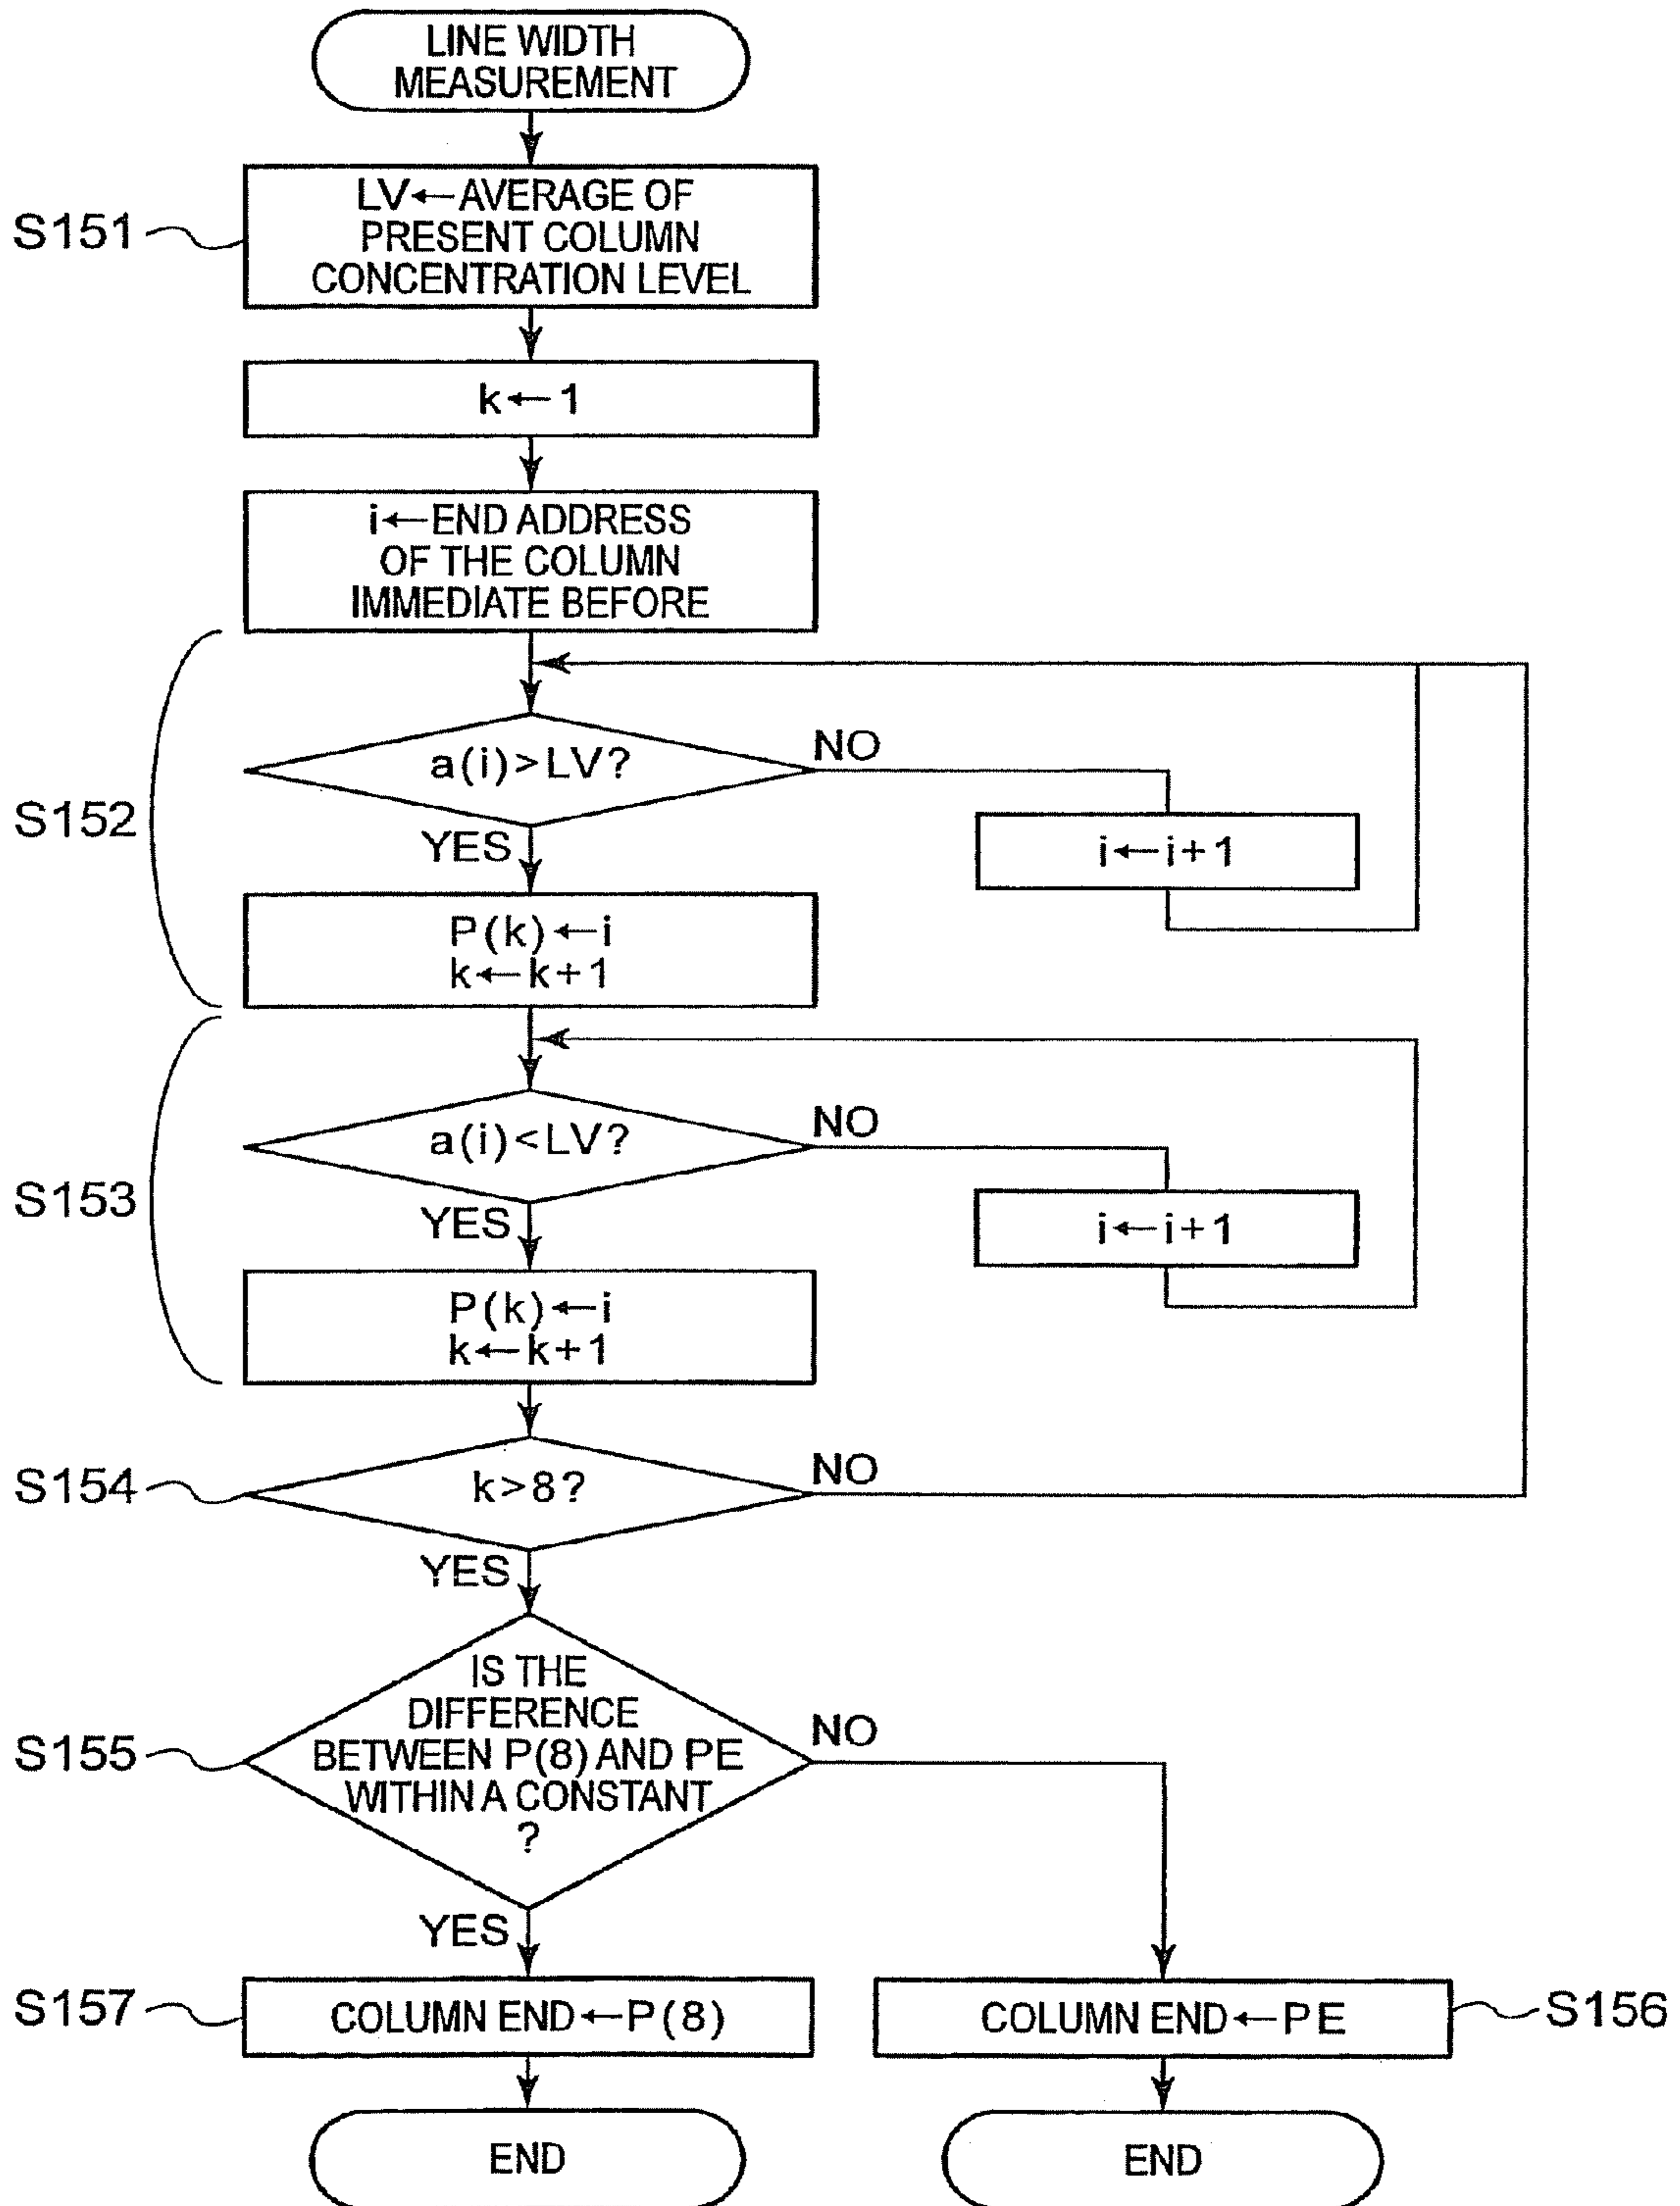 LINE WIDTH
MEASUREMENT
S151
LV←AVERAGE OF
PRESENT COLUMN
CONCENTRATION LEVEL
k←1
i←END ADDRESS
OF THE COLUMN
IMMEDIATE BEFORE
S152
a(i)>LV?
NO
i←i+1
YES
P(k)←i
k←k+1
S153
a(i)<LV?
NO
i←i+1
YES
P(k)←i
k←k+1
S154
k>8?
NO
YES
S155
IS THE
DIFFERENCE
BETWEEN P(8) AND PE
WITHIN A CONSTANT
?
NO
YES
S157
COLUMN END←P(8)
COLUMN END←PE
S156
END
END